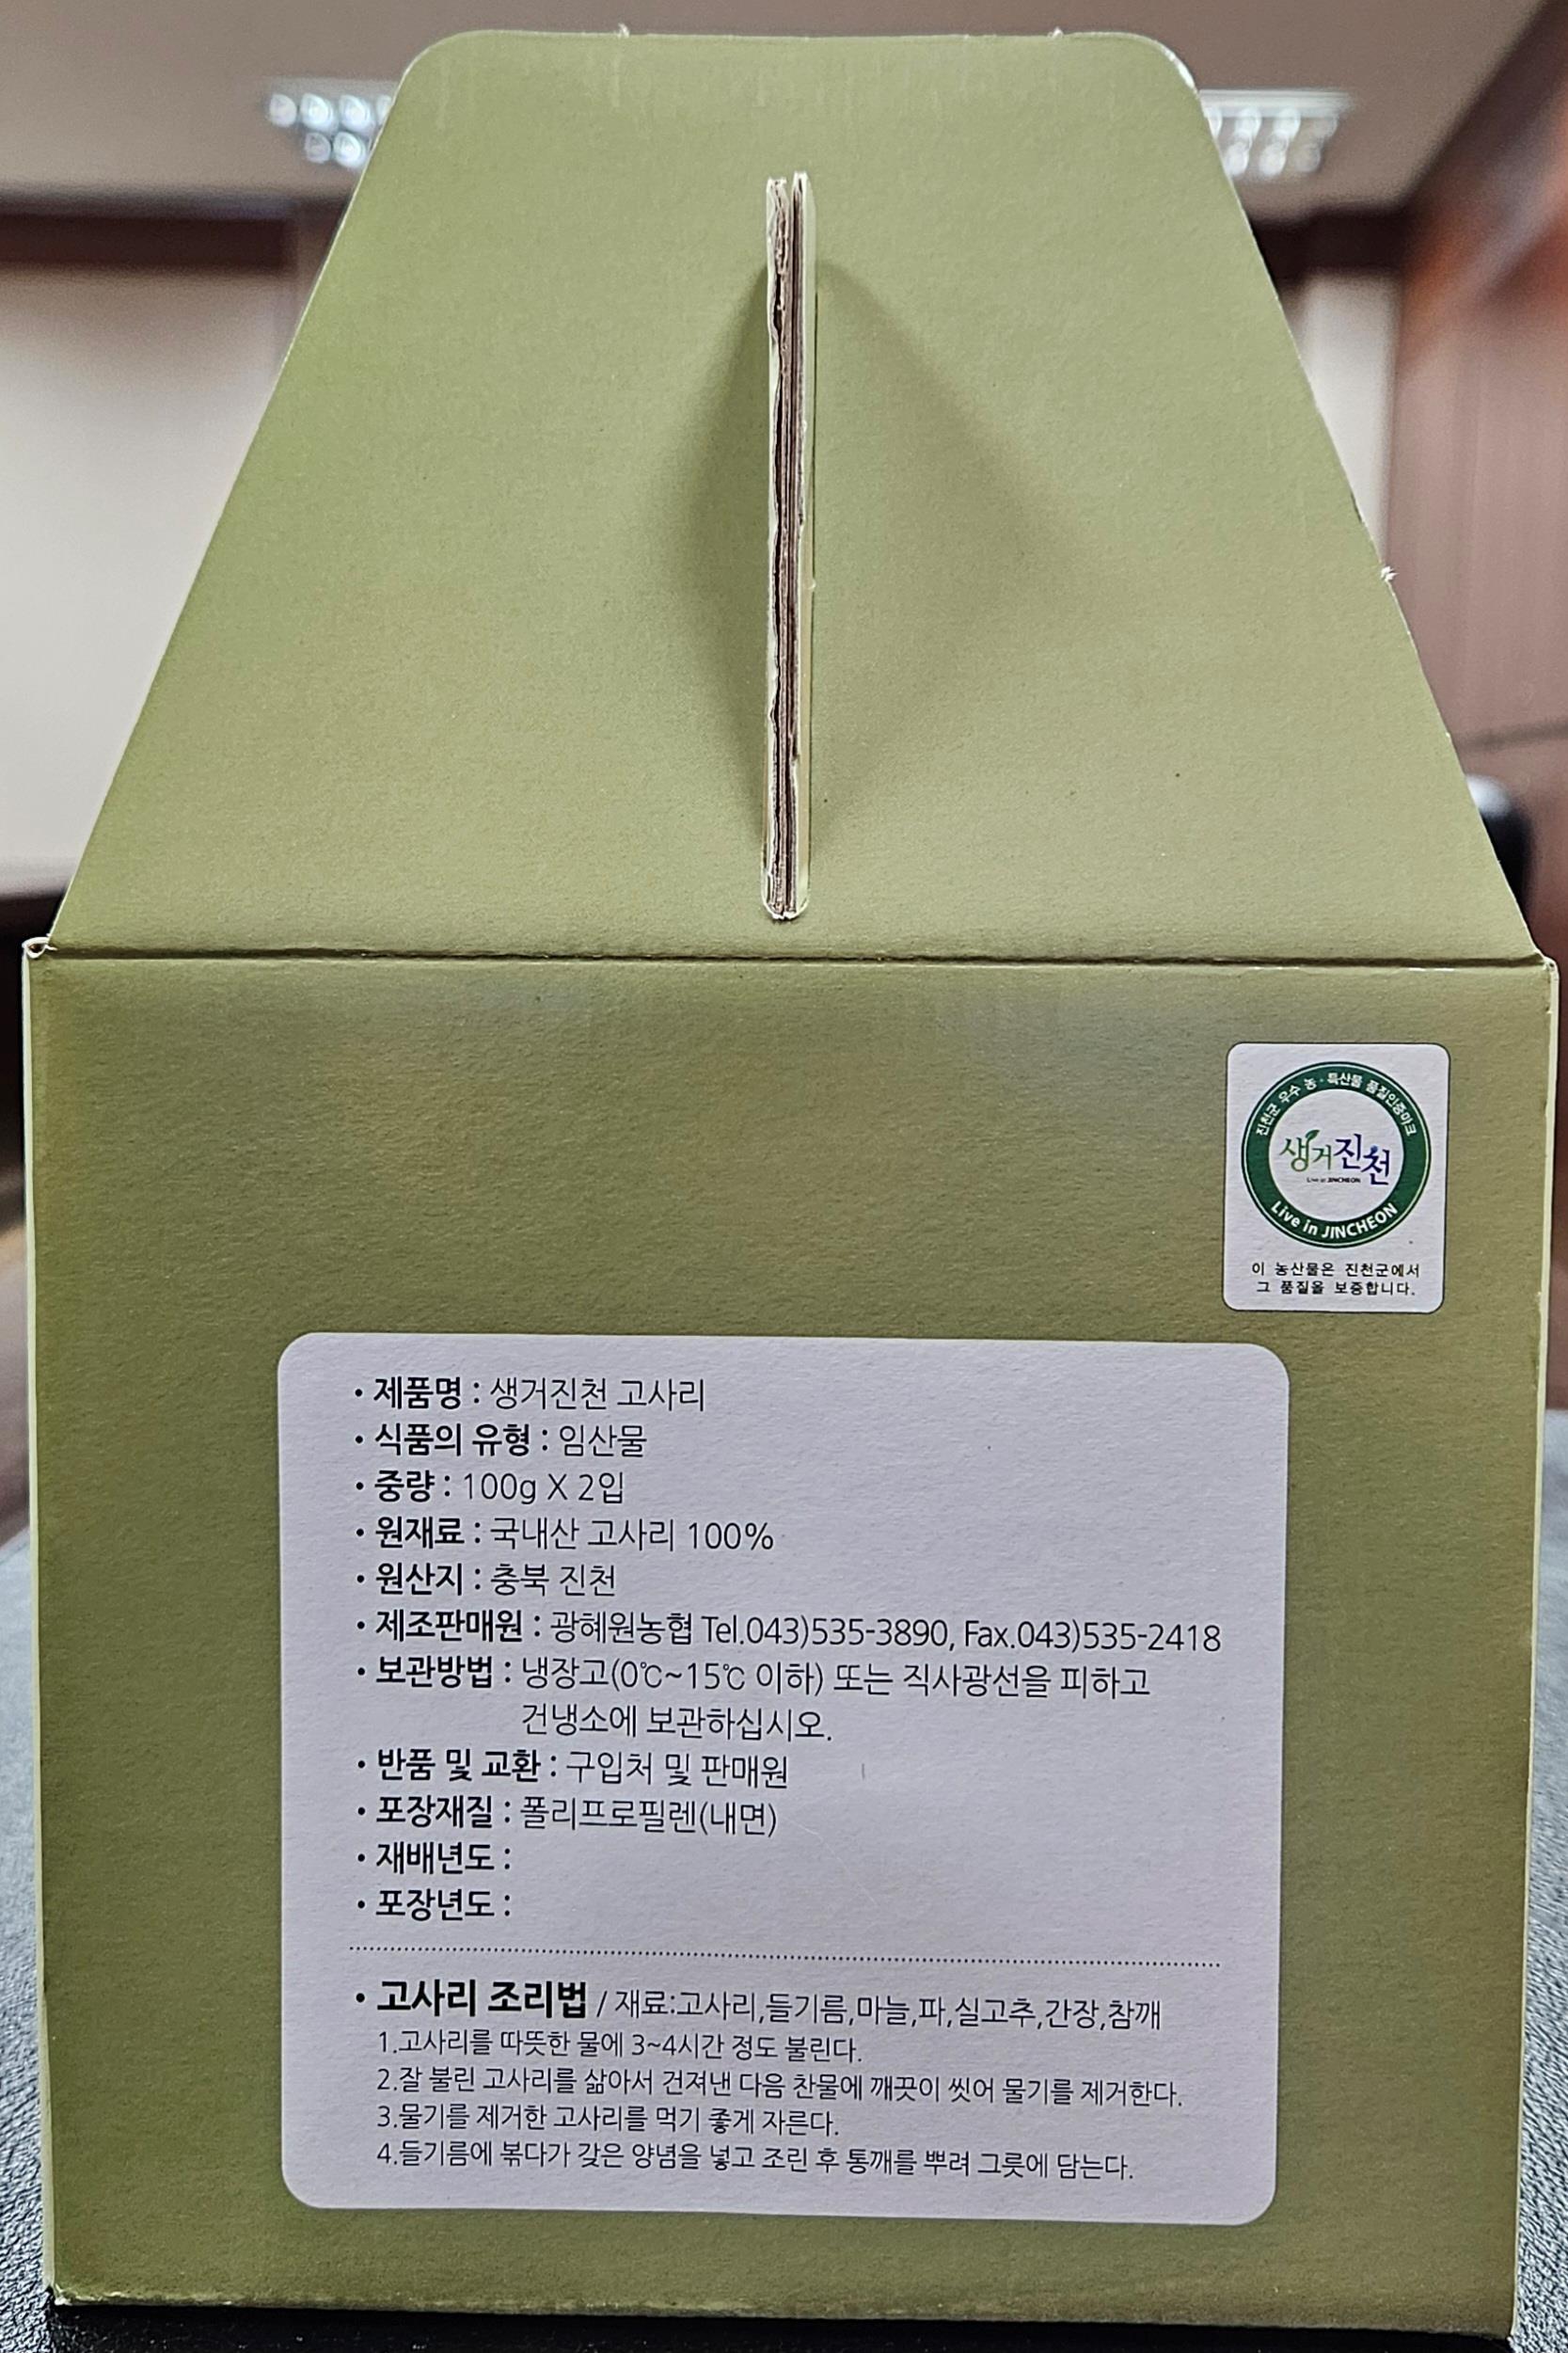 진천군 우수 농·특산물 품질인증마크
생거진천
Live in JINCHEON
Live in JINCHEON
이 농산물은 진천군에서
그 품질을 보증합니다.
• 제품명 : 생거진천 고사리
• 식품의 유형 : 임산물
• 중량 : 100g X 2입
• 원재료 : 국내산 고사리 100%
• 원산지 : 충북 진천
• 제조판매원 : 광혜원농협 Tel.043)535-3890, Fax.043)535-2418
• 보관방법 : 냉장고(0℃~15℃ 이하) 또는 직사광선을 피하고
건냉소에 보관하십시오.
• 반품 및 교환 : 구입처 및 판매원
• 포장재질 : 폴리프로필렌(내면)
• 재배년도 :
• 포장년도 :
• 고사리 조리법 / 재료:고사리,들기름,마늘,파,실고추,간장,참깨
1.고사리를 따뜻한 물에 3~4시간 정도 불린다.
2.잘 불린 고사리를 삶아서 건져낸 다음 찬물에 깨끗이 씻어 물기를 제거한다.
3.물기를 제거한 고사리를 먹기 좋게 자른다.
4.들기름에 볶다가 갖은 양념을 넣고 조린 후 통깨를 뿌려 그릇에 담는다.